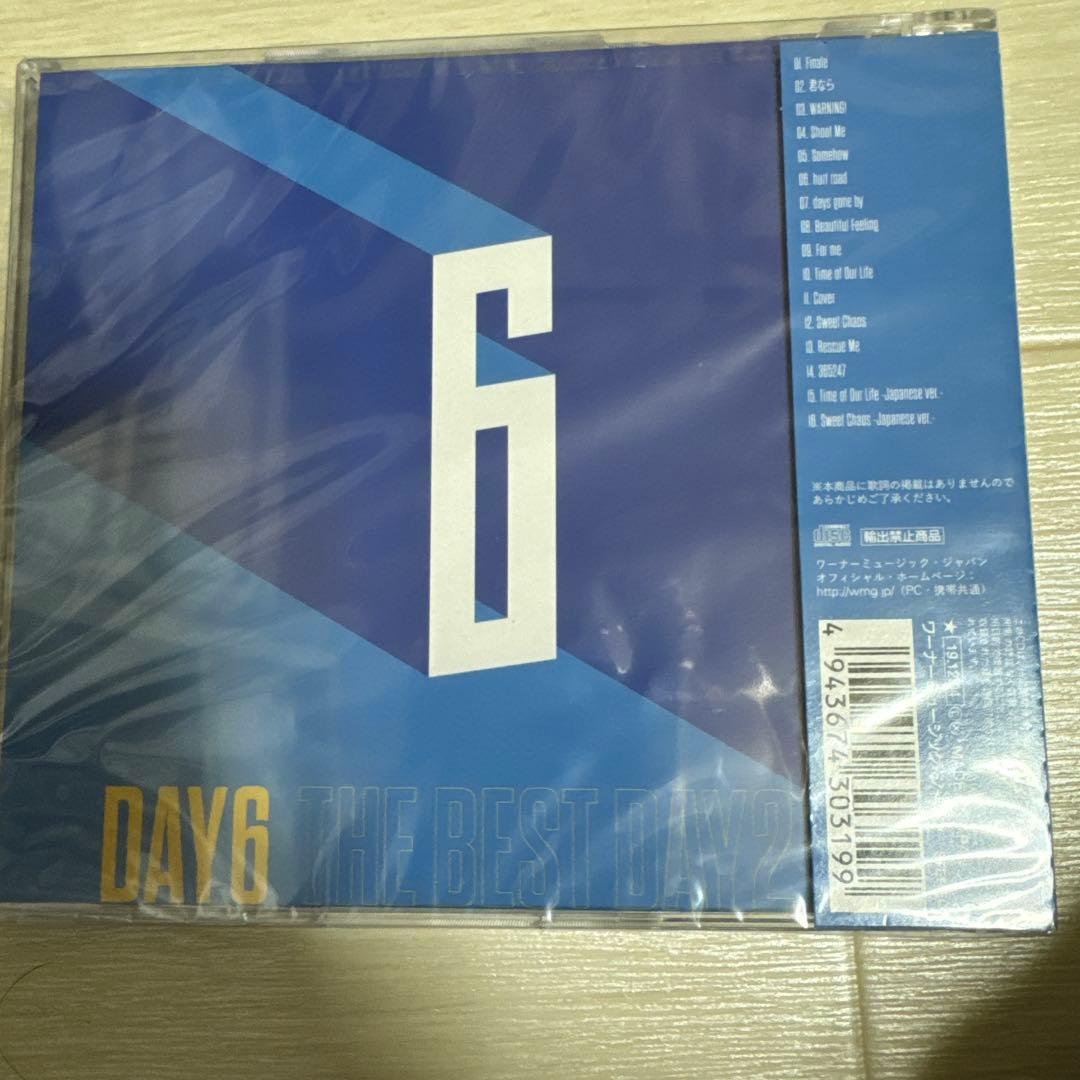 6
DAY6 THE BEST DAY2
01. Finale
02. 君なら
03. WARNING!
04. Shoot Me
05. Somehow
06. hurt road
07. days gone by
08. Beautiful Feeling
09. For me
10. Time of Our Life
11. Cover
12. Sweet Chaos
13. Rescue Me
14. 365247
15. Time of Our Life -Japanese ver.-
16. Sweet Chaos -Japanese ver.-
※本商品に歌詞の掲載はありませんので
あらかじめご了承ください。
disc 輸出禁止商品
ワーナーミュージック・ジャパン
オフィシャル・ホームページ：
http://wmg.jp/（PC・携帯共通）
4 943674 303199